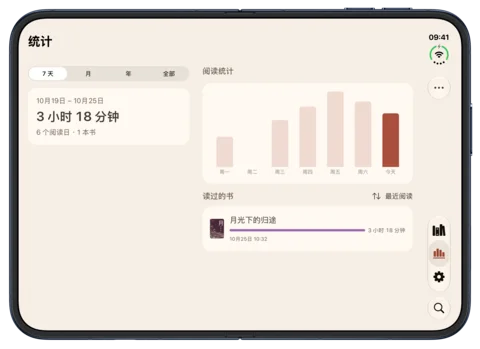 统计
09:41
7 天
月
年
全部
10月19日 – 10月25日
3 小时 18 分钟
6 个阅读日 · 1 本书
阅读统计
周一
周二
周三
周四
周五
周六
今天
读过的书
最近阅读
月光下的归途
3 小时 18 分钟
10月25日 10:32